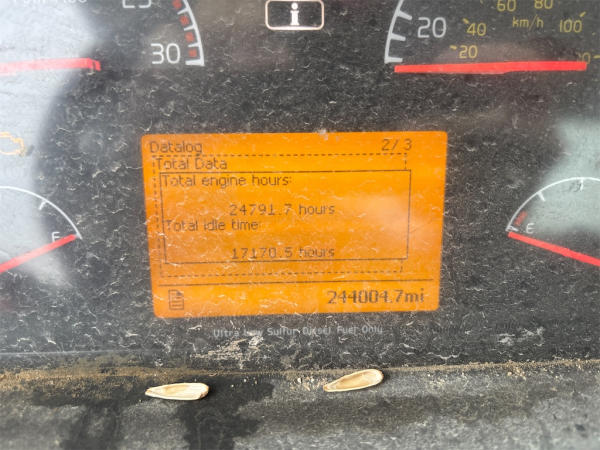 25
30
i
20
60
80
40
km/h
100
20
Datalog 2/3
Total Data
Total engine hours:
24791.7 hours
Total idle time:
17170.5 hours
244004.7mi
Ultra Low Sulfur Diesel Fuel Only
E
E